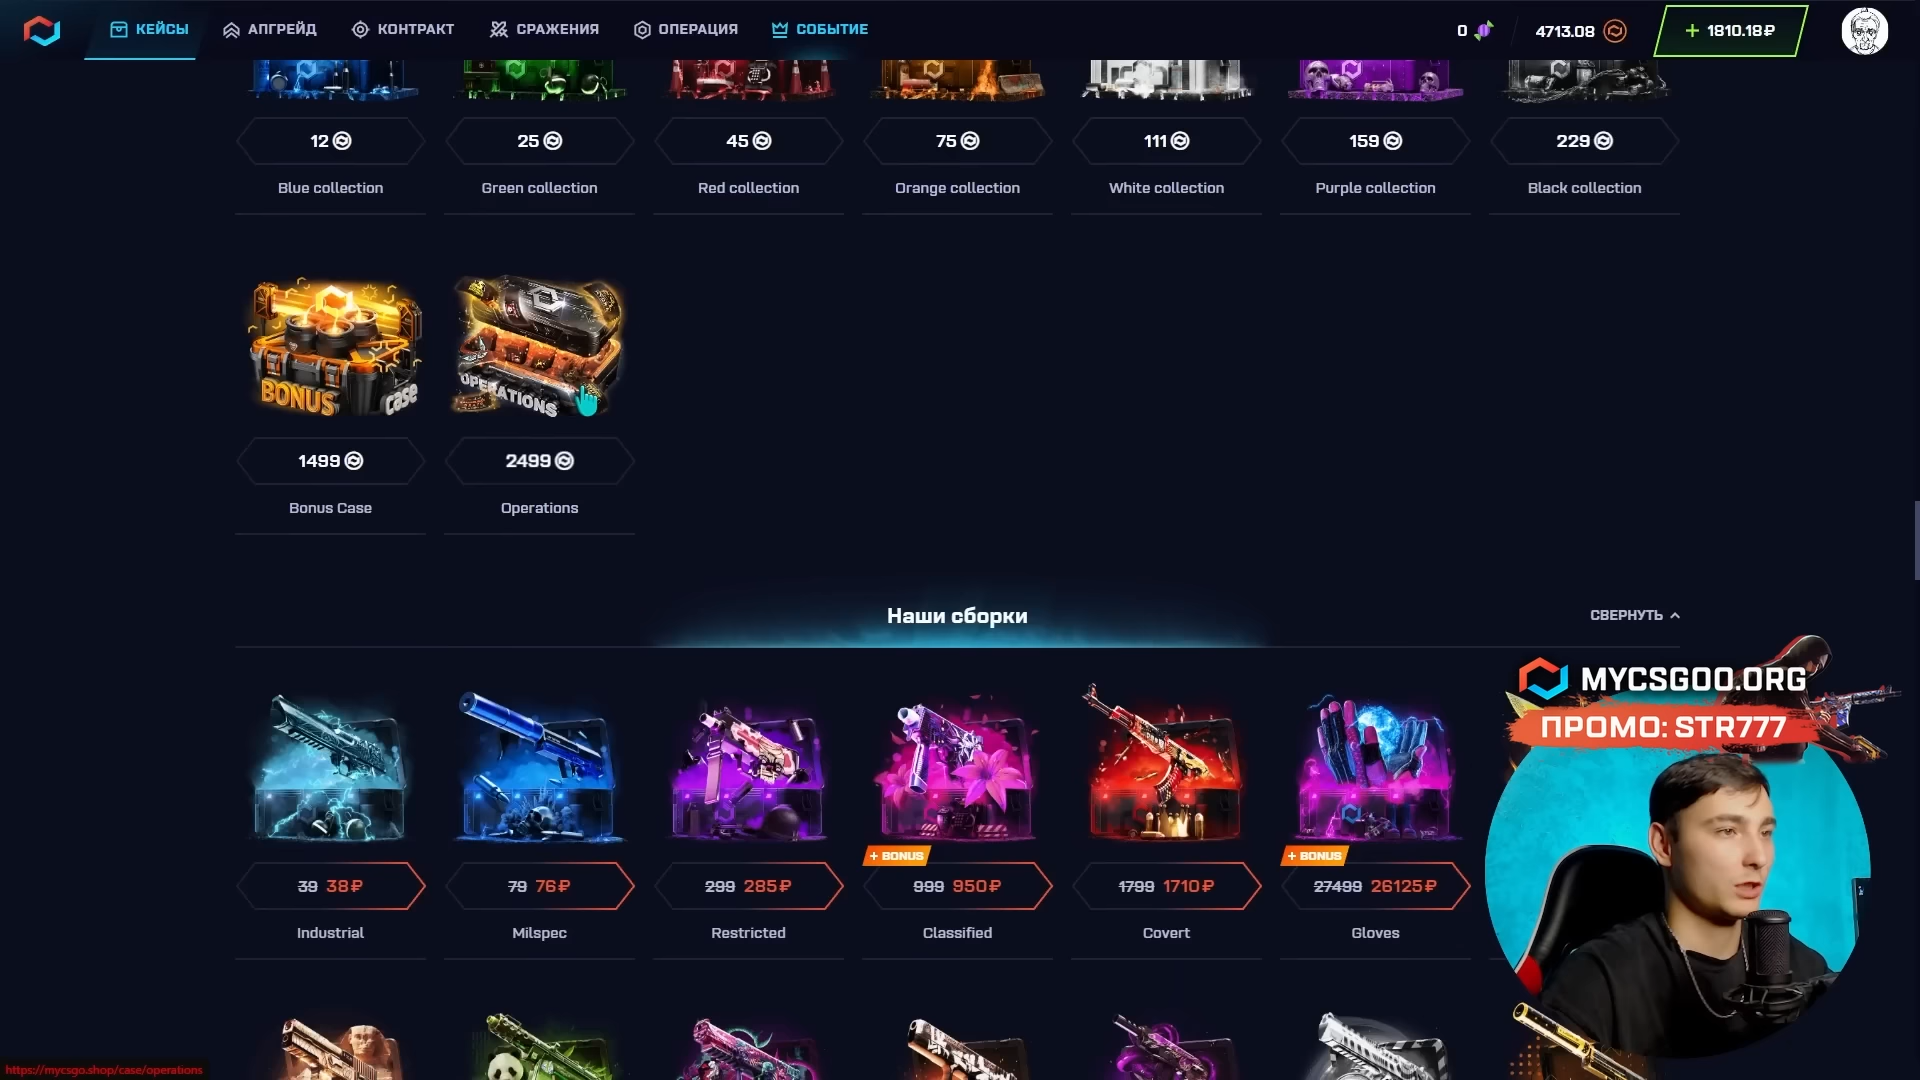 КЕЙСЫ
АПГРЕЙД
КОНТРАКТ
СРАЖЕНИЯ
ОПЕРАЦИЯ
СОБЫТИЕ
0
4713.08
+ 1810.18₽
12
25
45
75
111
159
229
Blue collection
Green collection
Red collection
Orange collection
White collection
Purple collection
Black collection
BONUS case
OPERATIONS
1499
2499
Bonus Case
Operations
Наши сборки
СВЕРНУТЬ
MYCSGOO.ORG
ПРОМО: STR777
+ BONUS
+ BONUS
39 38₽
79 76₽
299 285₽
999 950₽
1799 1710₽
27499 26125₽
Industrial
Milspec
Restricted
Classified
Covert
Gloves
https://mycsgo.shop/case/operations